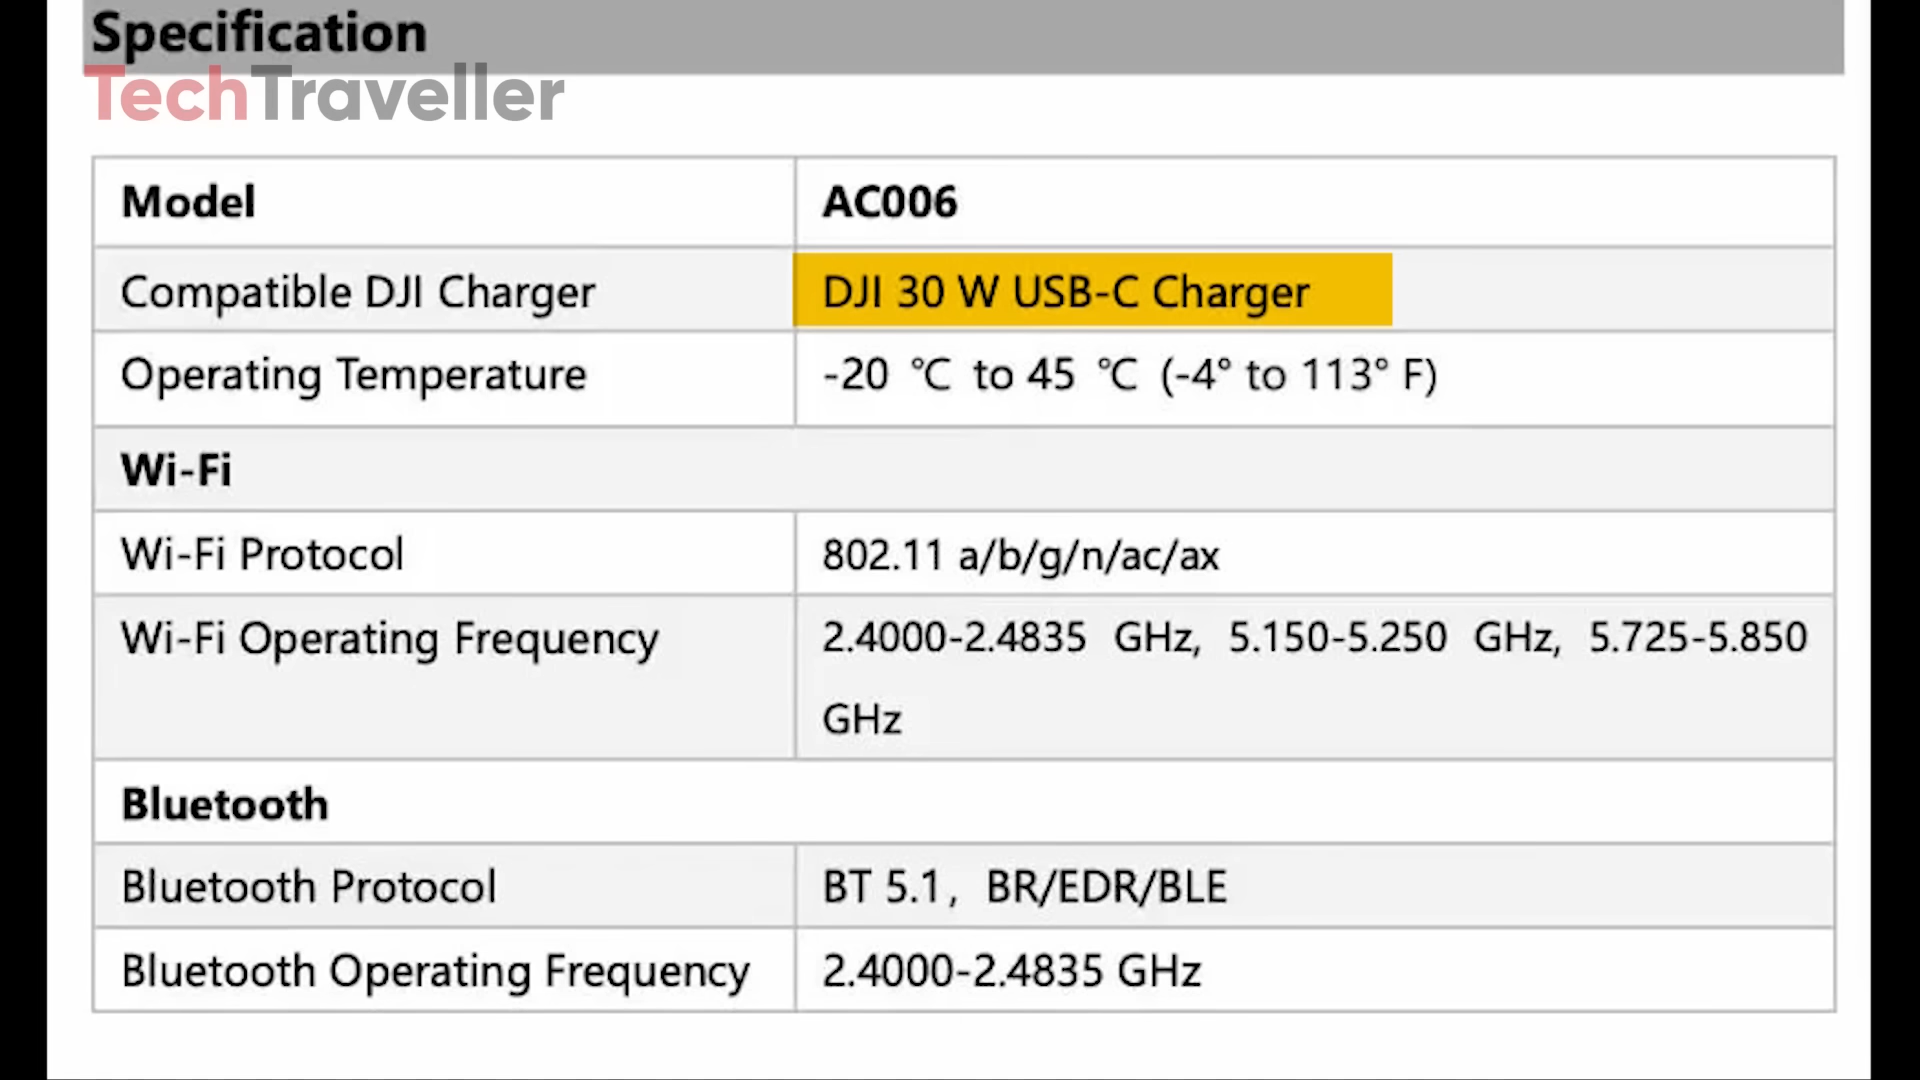 Specification
TechTraveller
Model AC006
Compatible DJI Charger DJI 30 W USB-C Charger
Operating Temperature -20 ℃ to 45 ℃ (-4° to 113° F)
Wi-Fi
Wi-Fi Protocol 802.11 a/b/g/n/ac/ax
Wi-Fi Operating Frequency 2.4000-2.4835 GHz, 5.150-5.250 GHz, 5.725-5.850
GHz
Bluetooth
Bluetooth Protocol BT 5.1, BR/EDR/BLE
Bluetooth Operating Frequency 2.4000-2.4835 GHz